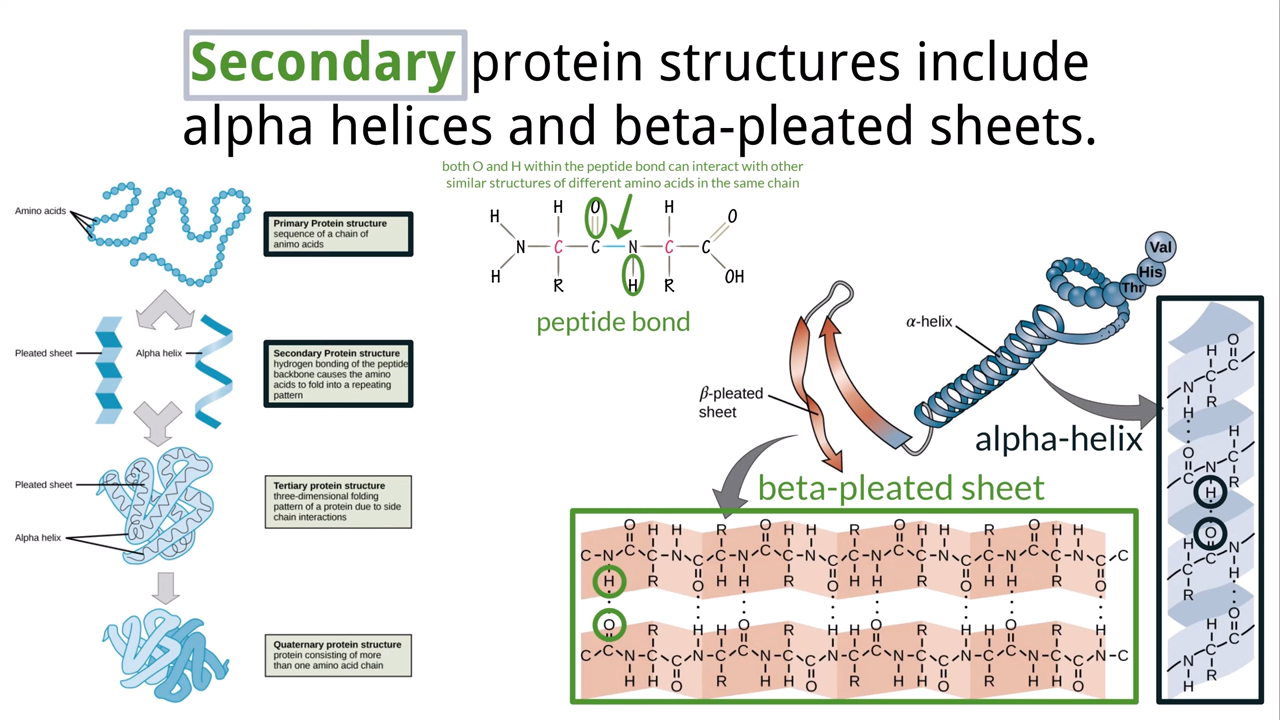 Secondary protein structures include
alpha helices and beta-pleated sheets.
both O and H within the peptide bond can interact with other
similar structures of different amino acids in the same chain
Amino acids
Primary Protein structure
sequence of a chain of
animo acids
H H O H O
N C C N C C
H R H R OH
peptide bond
Pleated sheet
Alpha helix
Secondary Protein structure
hydrogen bonding of the peptide
backbone causes the amino
acids to fold into a repeating
pattern
Pleated sheet
Alpha helix
Tertiary protein structure
three-dimensional folding
pattern of a protein due to side
chain interactions
Quaternary protein structure
protein consisting of more
than one amino acid chain
Val
His
Thr
α-helix
β-pleated
sheet
alpha-helix
beta-pleated sheet